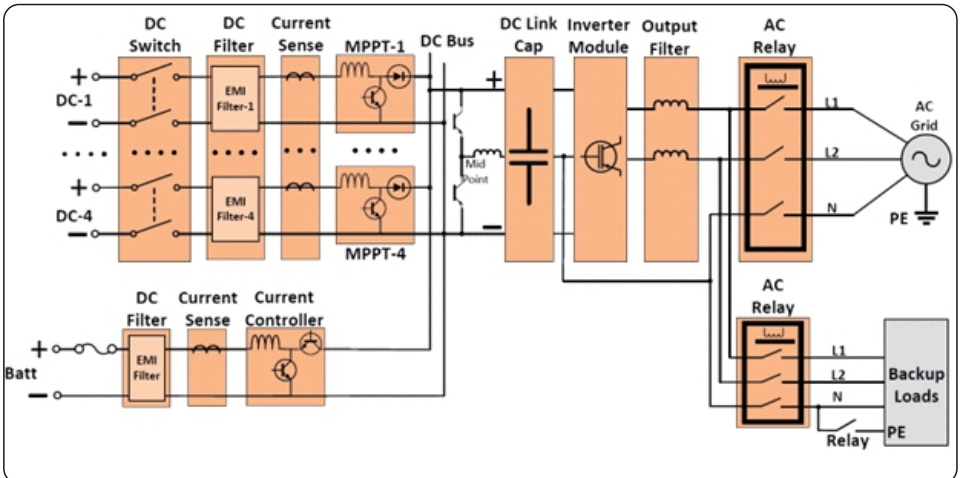 DC Switch
DC Filter
Current Sense
MPPT-1
DC Bus
DC Link Cap
Inverter Module
Output Filter
AC Relay
+
DC-1
−
EMI Filter-1
+
L1
L2
N
AC Grid
PE
Mid Point
+
DC-4
−
EMI Filter-4
MPPT-4
−
DC Filter
Current Sense
Current Controller
+
Batt
−
EMI Filter
AC Relay
L1
L2
N
Backup Loads
Relay
PE